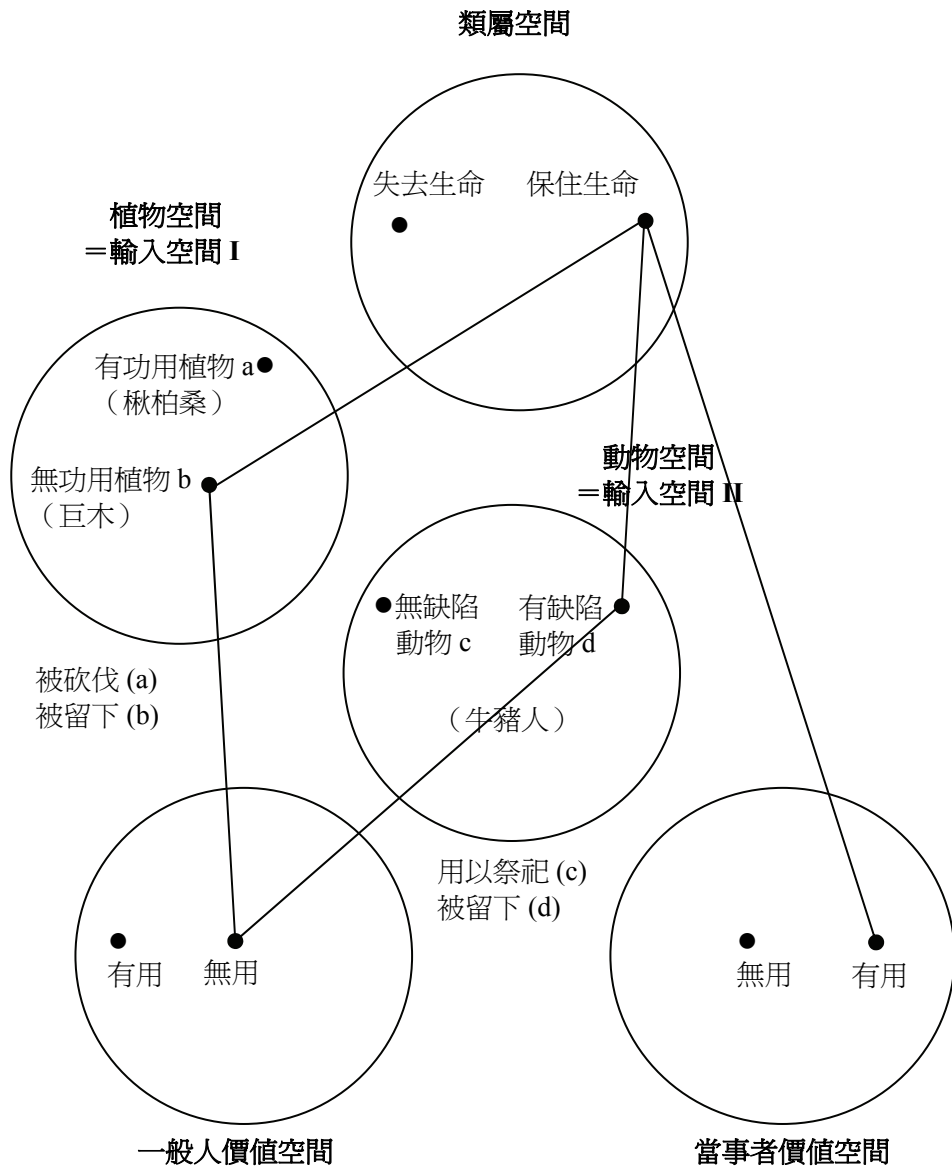 類屬空間
失去生命
保住生命
植物空間
＝輸入空間 I
有功用植物 a
（楸柏桑）
無功用植物 b
（巨木）
動物空間
＝輸入空間 II
無缺陷
動物 c
有缺陷
動物 d
（牛豬人）
被砍伐 (a)
被留下 (b)
用以祭祀 (c)
被留下 (d)
有用
無用
無用
有用
一般人價值空間
當事者價值空間